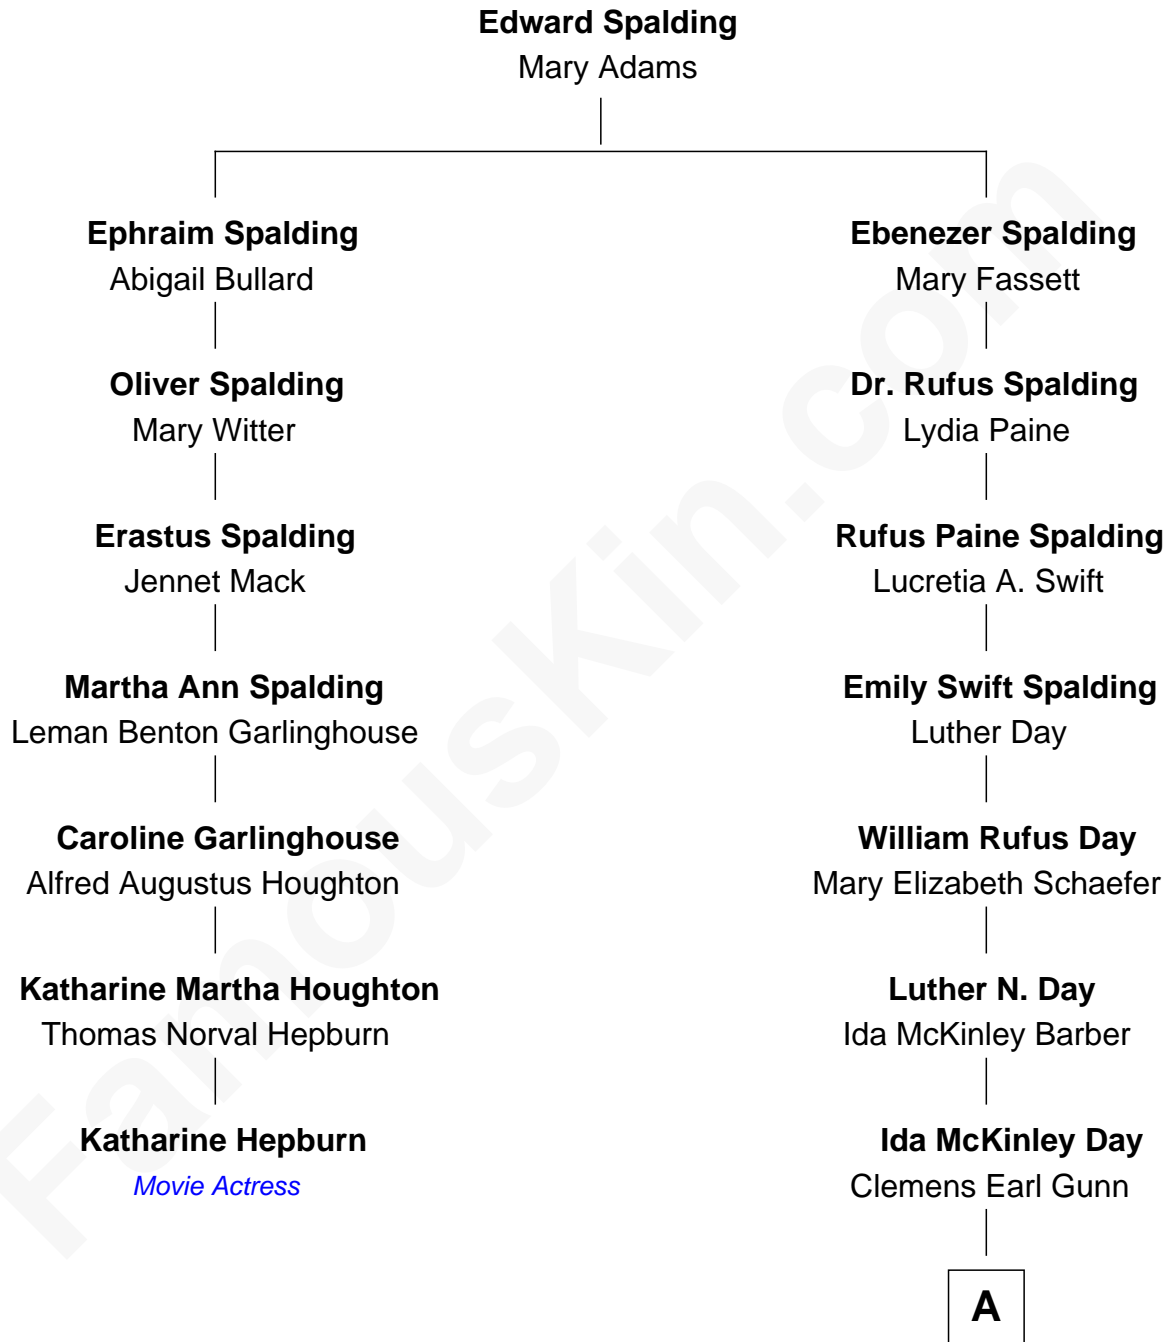 Edward Spalding
Mary Adams
Ephraim Spalding
Abigail Bullard
Oliver Spalding
Mary Witter
Erastus Spalding
Jennet Mack
Martha Ann Spalding
Leman Benton Garlinghouse
Caroline Garlinghouse
Alfred Augustus Houghton
Katharine Martha Houghton
Thomas Norval Hepburn
Katharine Hepburn
Movie Actress
Ebenezer Spalding
Mary Fassett
Dr. Rufus Spalding
Lydia Paine
Rufus Paine Spalding
Lucretia A. Swift
Emily Swift Spalding
Luther Day
William Rufus Day
Mary Elizabeth Schaefer
Luther N. Day
Ida McKinley Barber
Ida McKinley Day
Clemens Earl Gunn
A
FamousKin.com